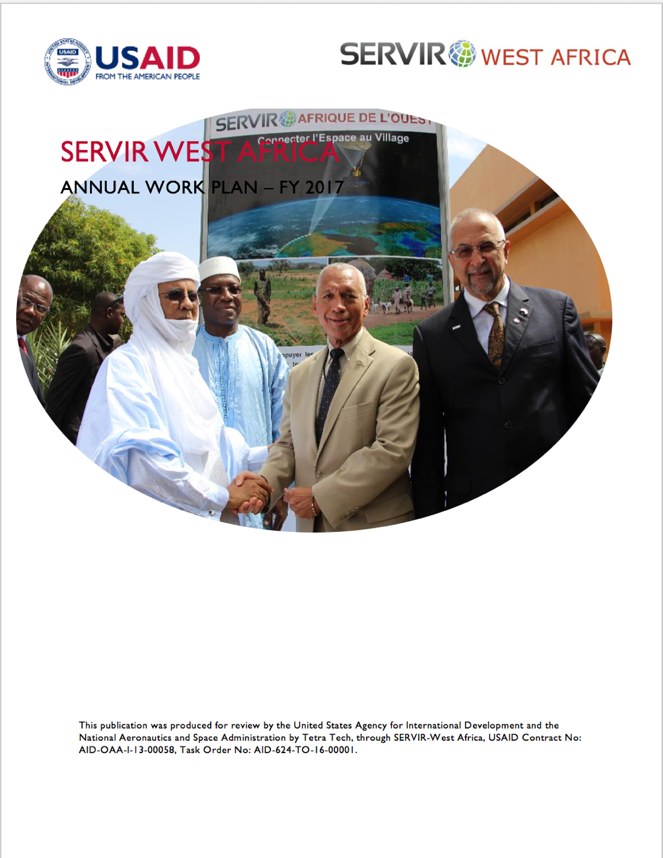 USAID
FROM THE AMERICAN PEOPLE
SERVIR WEST AFRICA
SERVIR AFRIQUE DE L'OUEST
Connecter l'Espace au Village
SERVIR WEST AFRICA
ANNUAL WORK PLAN – FY 2017
This publication was produced for review by the United States Agency for International Development and the
National Aeronautics and Space Administration by Tetra Tech, through SERVIR-West Africa, USAID Contract No:
AID-OAA-I-13-00058, Task Order No: AID-624-TO-16-00001.